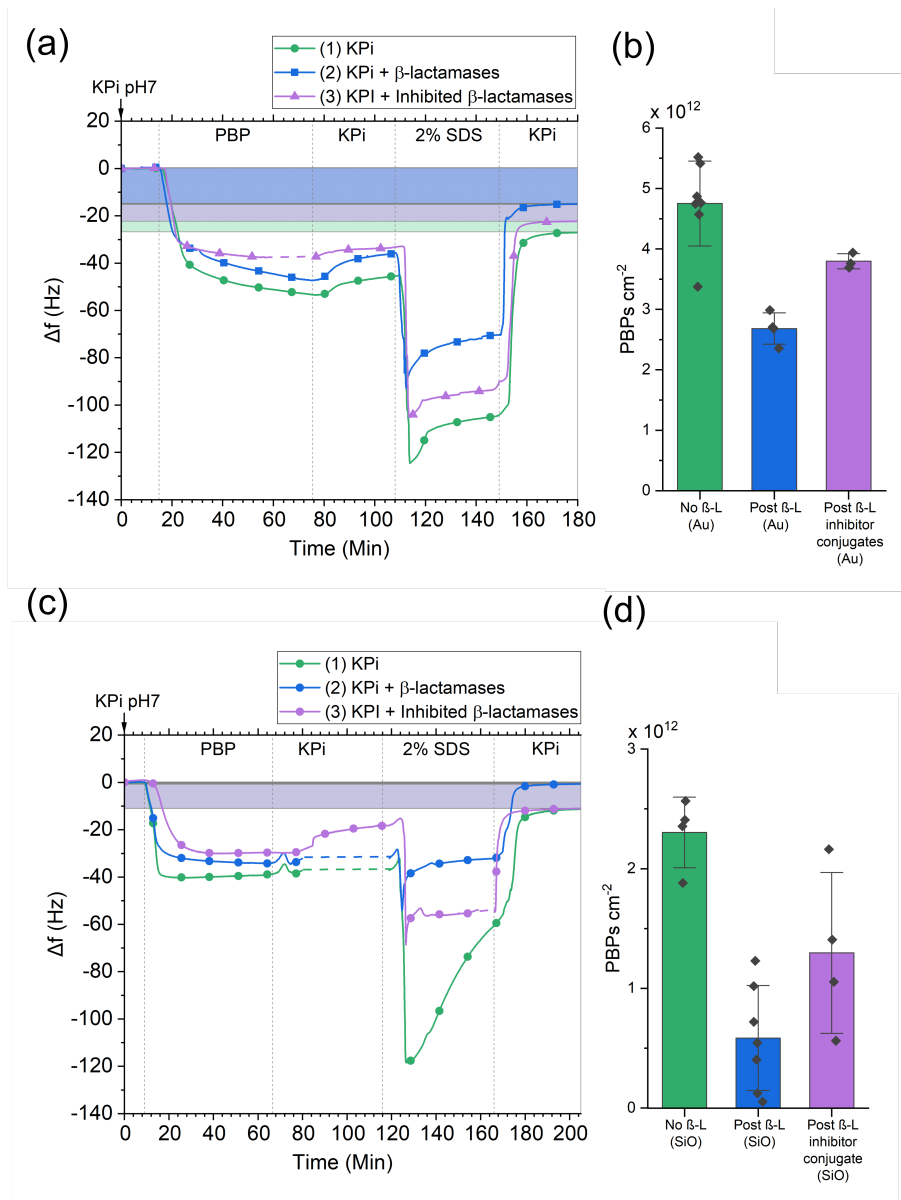 (a)
(1) KPi
(2) KPi + β-lactamases
(3) KPI + Inhibited β-lactamases
KPi pH7
PBP KPi 2% SDS KPi
20
0
-20
-40
-60
-80
-100
-120
-140
Δf (Hz)
0 20 40 60 80 100 120 140 160 180
Time (Min)
(b)
x 10¹²
6
5
4
3
2
1
0
PBPs cm⁻²
No ß-L (Au)
Post ß-L (Au)
Post ß-L inhibitor conjugates (Au)
(c)
(1) KPi
(2) KPi + β-lactamases
(3) KPI + Inhibited β-lactamases
KPi pH7
PBP KPi 2% SDS KPi
20
0
-20
-40
-60
-80
-100
-120
-140
Δf (Hz)
0 20 40 60 80 100 120 140 160 180 200
Time (Min)
(d)
x 10¹²
3
2
1
0
PBPs cm⁻²
No ß-L (SiO)
Post ß-L (SiO)
Post ß-L inhibitor conjugate (SiO)